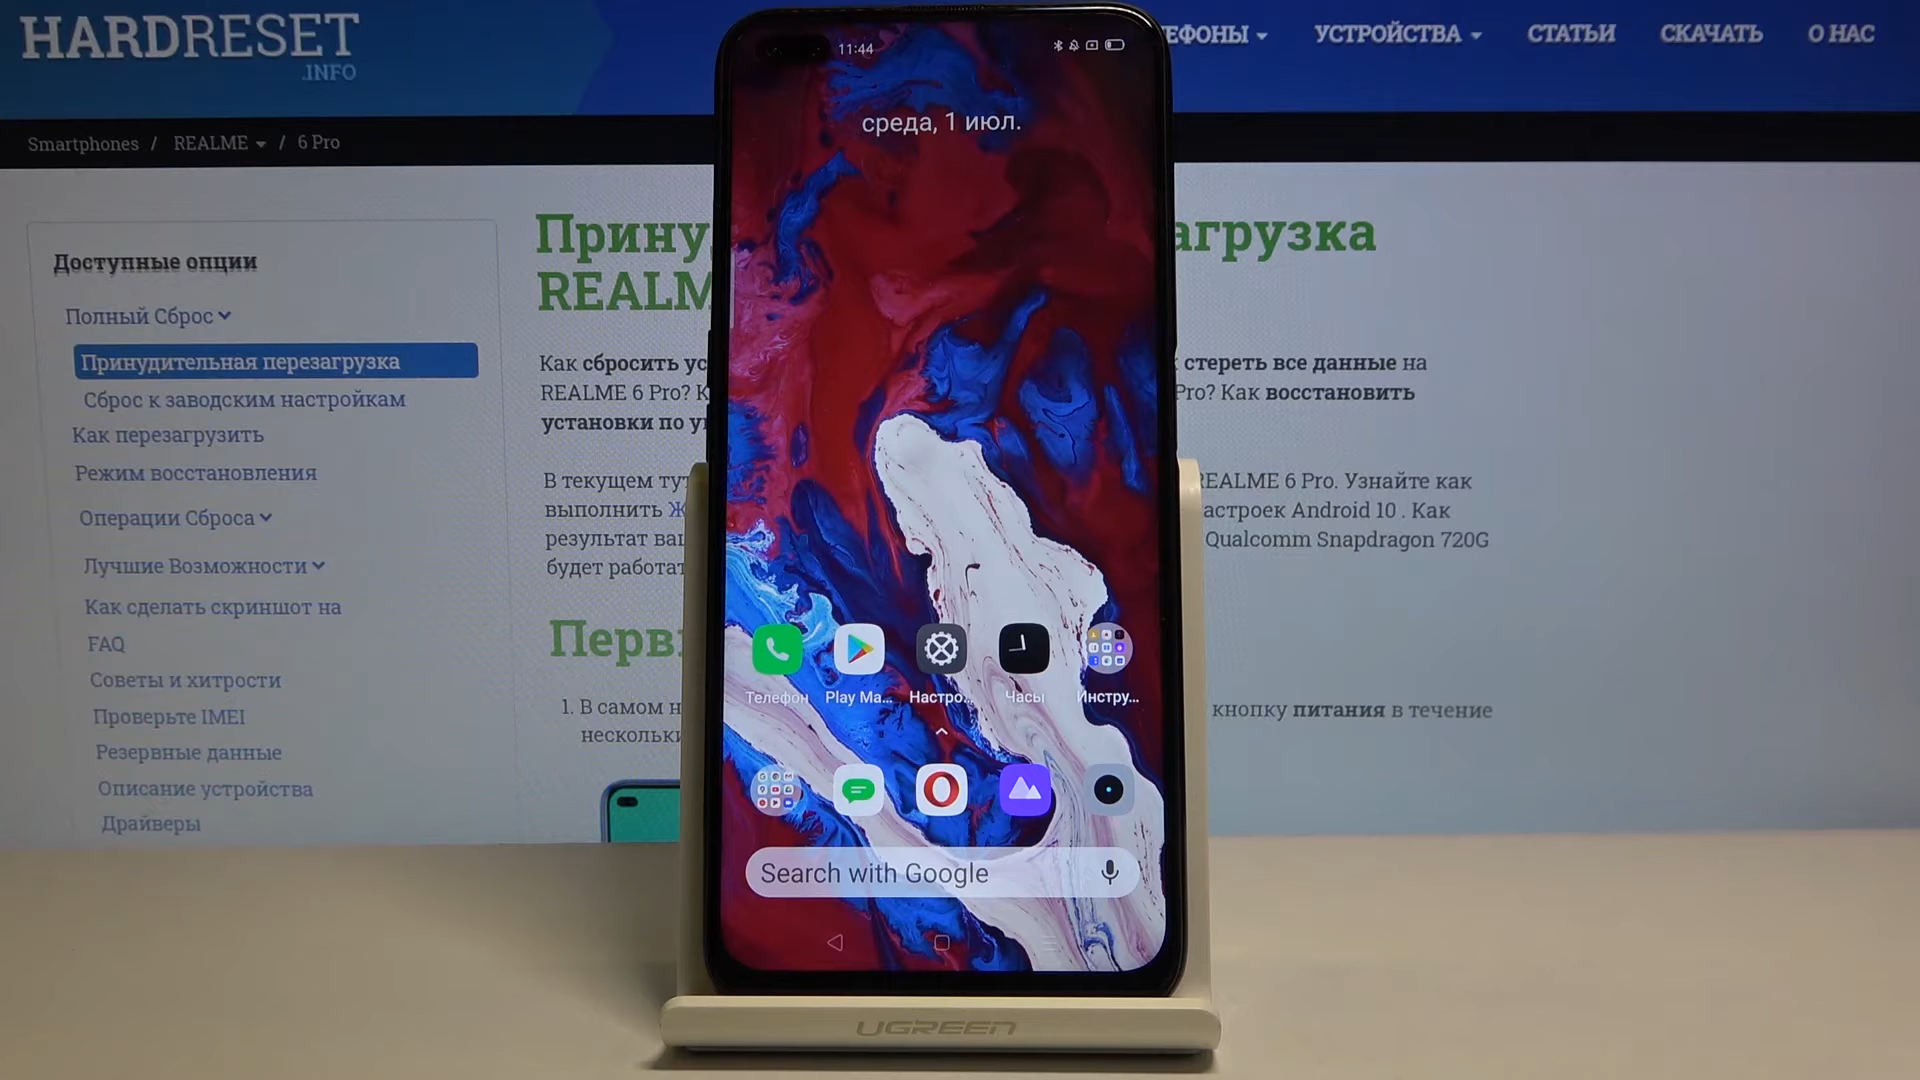 HARDRESET
.INFO
ЕФОНЫ
УСТРОЙСТВА
СТАТЬИ
СКАЧАТЬ
О НАС
Smartphones / REALME / 6 Pro
Доступные опции
Полный Сброс
Принудительная перезагрузка
Сброс к заводским настройкам
Как перезагрузить
Режим восстановления
Операции Сброса
Лучшие Возможности
Как сделать скриншот на
FAQ
Советы и хитрости
Проверьте IMEI
Резервные данные
Описание устройства
Драйверы
Прину агрузка
REALM
Как сбросить ус стереть все данные на
REALME 6 Pro? К Pro? Как восстановить
установки по у
В текущем ту REALME 6 Pro. Узнайте как
выполнить Ж астроек Android 10 . Как
результат ва Qualcomm Snapdragon 720G
будет работат
Перв
1. В самом н кнопку питания в течение
нескольк
11:44
среда, 1 июл.
Телефон
Play Ma...
Настро...
Часы
Инстру...
Search with Google
UGREEN